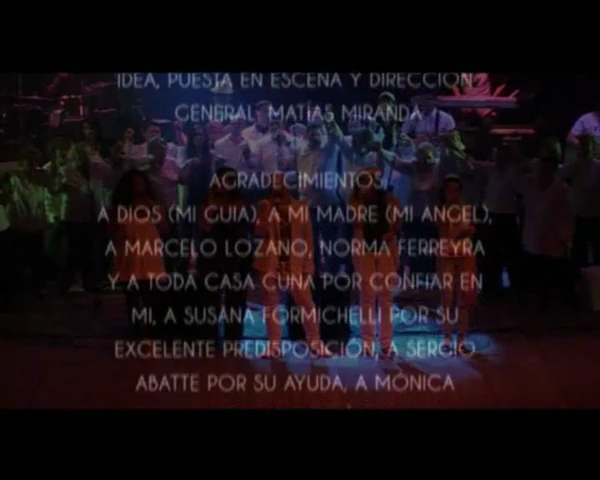 IDEA, PUESTA EN ESCENA Y DIRECCIÓN
GENERAL: MATÍAS MIRANDA
AGRADECIMIENTOS
A DIOS (MI GUIA), A MI MADRE (MI ANGEL),
A MARCELO LOZANO, NORMA FERREYRA
Y A TODA CASA CUNA POR CONFIAR EN
MI, A SUSANA FORMICHELLI POR SU
EXCELENTE PREDISPOSICIÓN, A SERGIO
ABATTE POR SU AYUDA, A MÓNICA